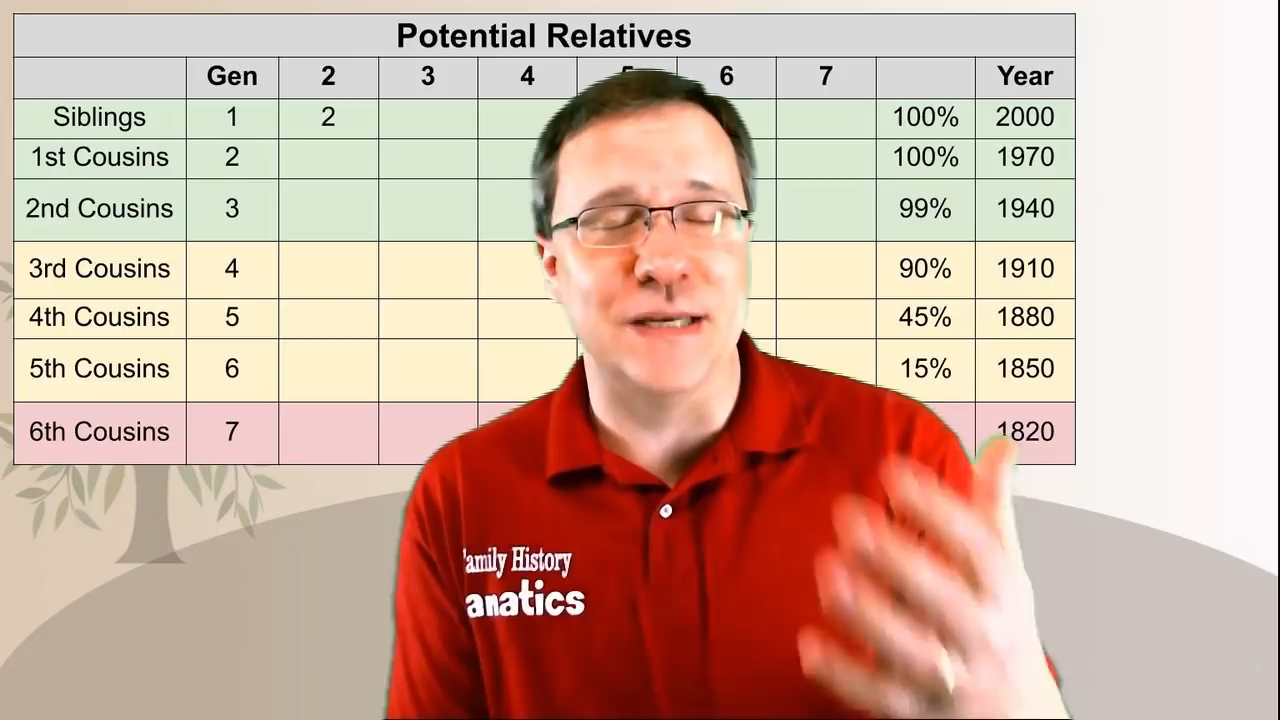 Potential Relatives
Gen 2 3 4 6 7 Year
Siblings 1 2 100% 2000
1st Cousins 2 100% 1970
2nd Cousins 3 99% 1940
3rd Cousins 4 90% 1910
4th Cousins 5 45% 1880
5th Cousins 6 15% 1850
6th Cousins 7 1820
amily History
anatics